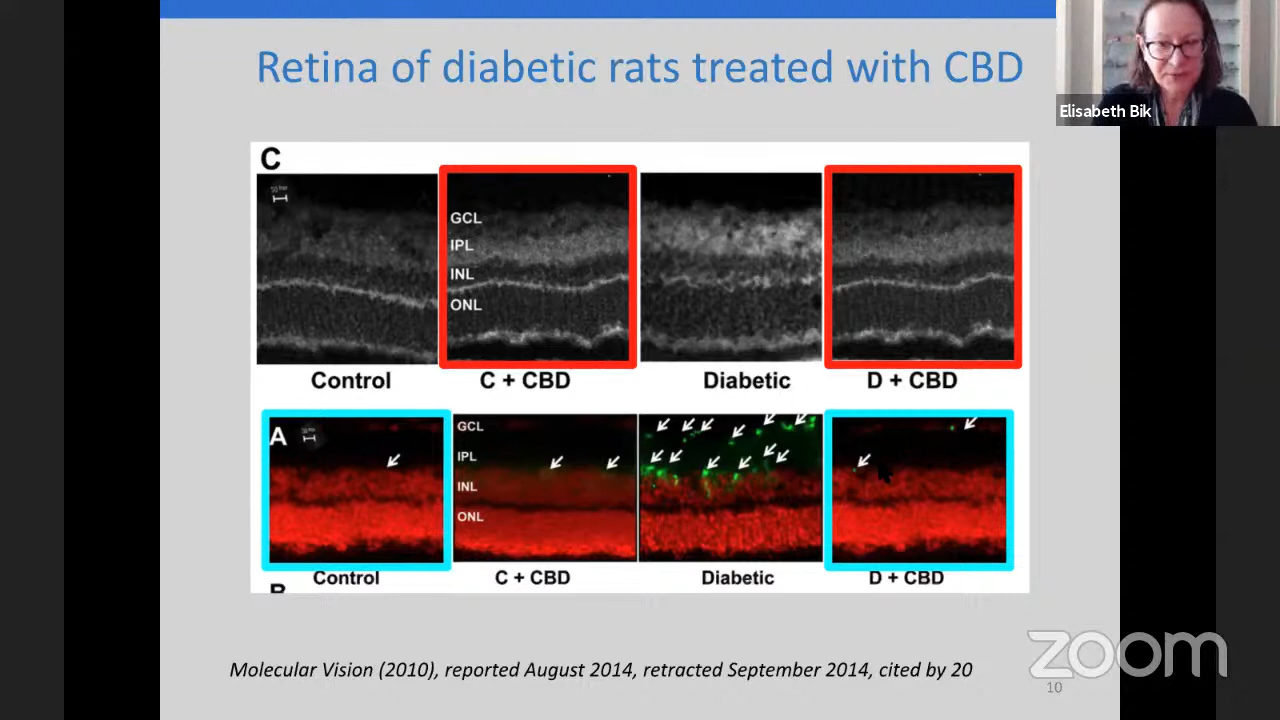 Retina of diabetic rats treated with CBD
Elisabeth Bik
C
GCL
IPL
INL
ONL
Control
C + CBD
Diabetic
D + CBD
A
GCL
IPL
INL
ONL
Control
C + CBD
Diabetic
D + CBD
Molecular Vision (2010), reported August 2014, retracted September 2014, cited by 20
zoom
10